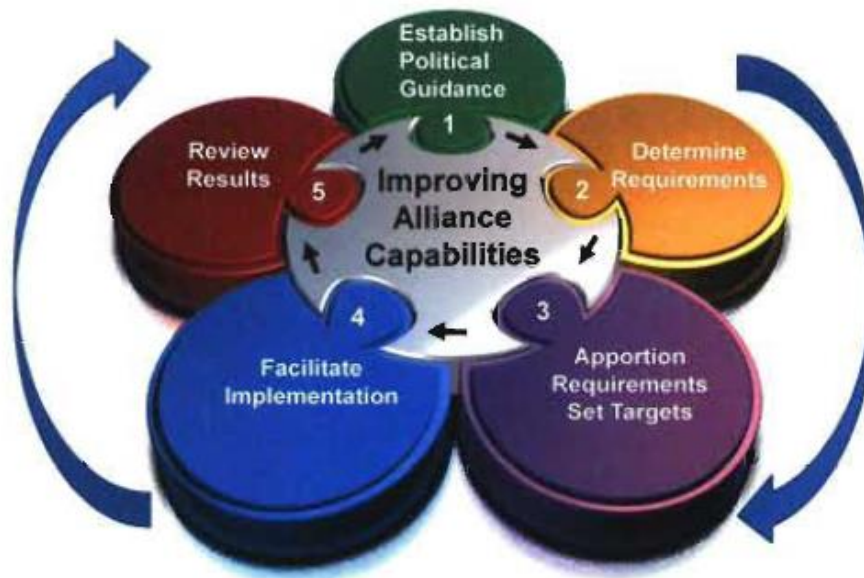 Establish
Political
Guidance
1
Determine
Requirements
2
Apportion
Requirements
Set Targets
3
Facilitate
Implementation
4
Review
Results
5
Improving
Alliance
Capabilities